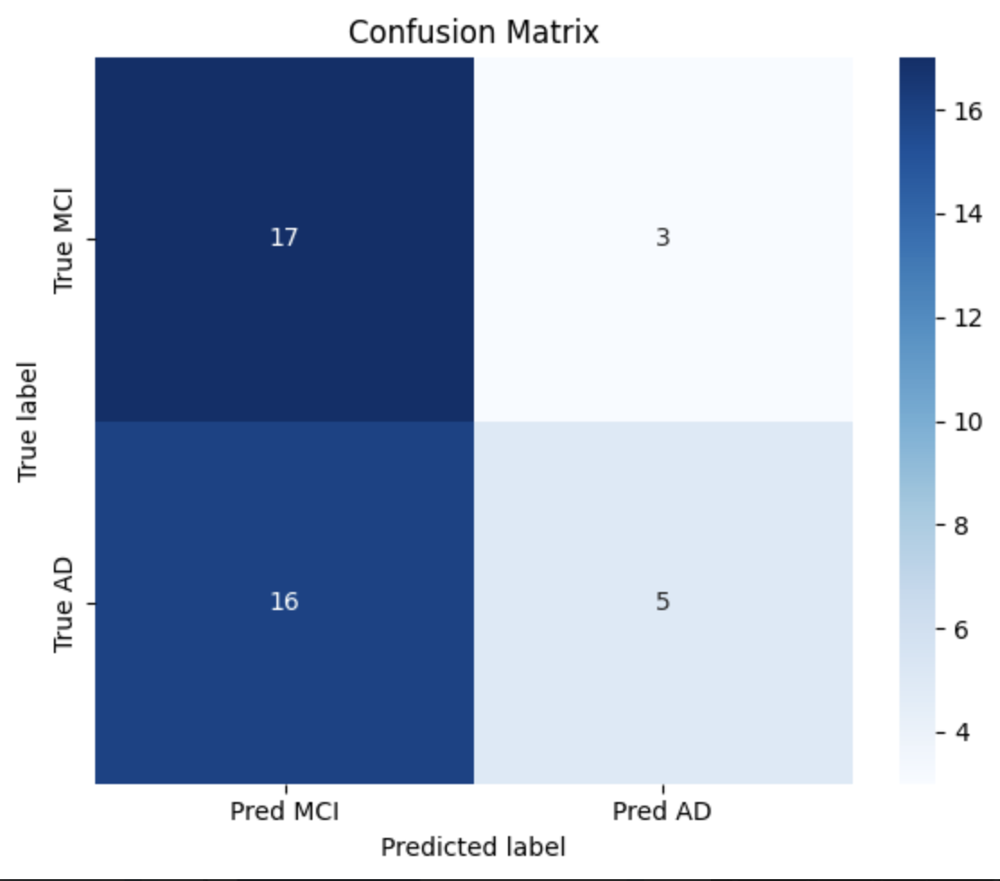 Confusion Matrix
True label
True MCI
17
3
True AD
16
5
Pred MCI
Pred AD
Predicted label
16
14
12
10
8
6
4